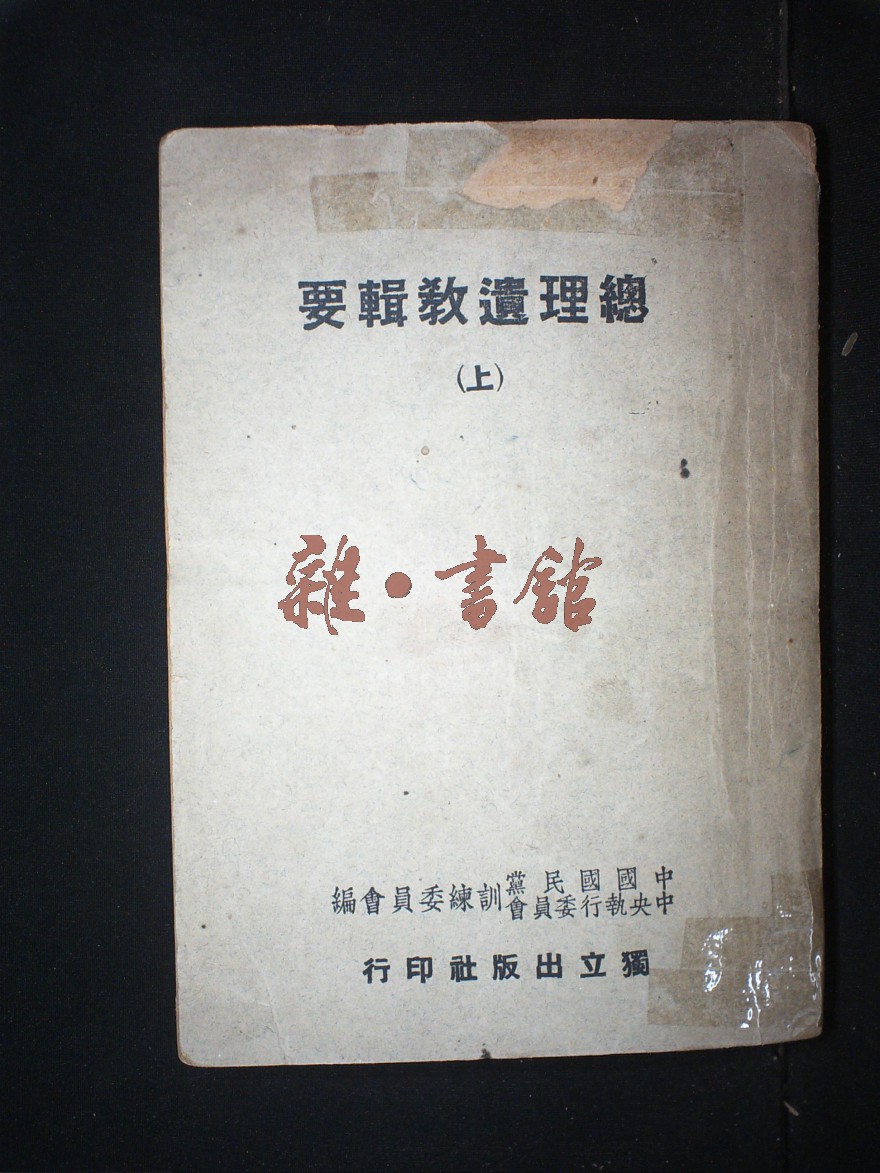 總理遺教輯要
(上)
雜·書館
中國國民黨
中央執行委員會訓練委員會編
獨立出版社印行